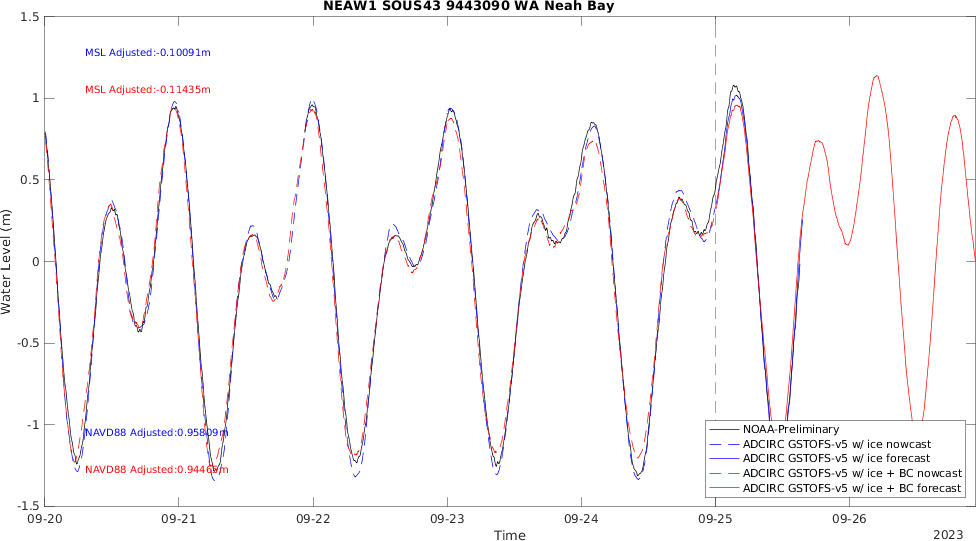 NEAW1 SOUS43 9443090 WA Neah Bay
1.5
1
0.5
0
-0.5
-1
-1.5
Water Level (m)
MSL Adjusted:-0.10091m
MSL Adjusted:-0.11435m
NAVD88 Adjusted:0.95809m
NAVD88 Adjusted:0.94465m
NOAA-Preliminary
ADCIRC GSTOFS-v5 w/ ice nowcast
ADCIRC GSTOFS-v5 w/ ice forecast
ADCIRC GSTOFS-v5 w/ ice + BC nowcast
ADCIRC GSTOFS-v5 w/ ice + BC forecast
09-20 09-21 09-22 09-23 09-24 09-25 09-26
Time
2023